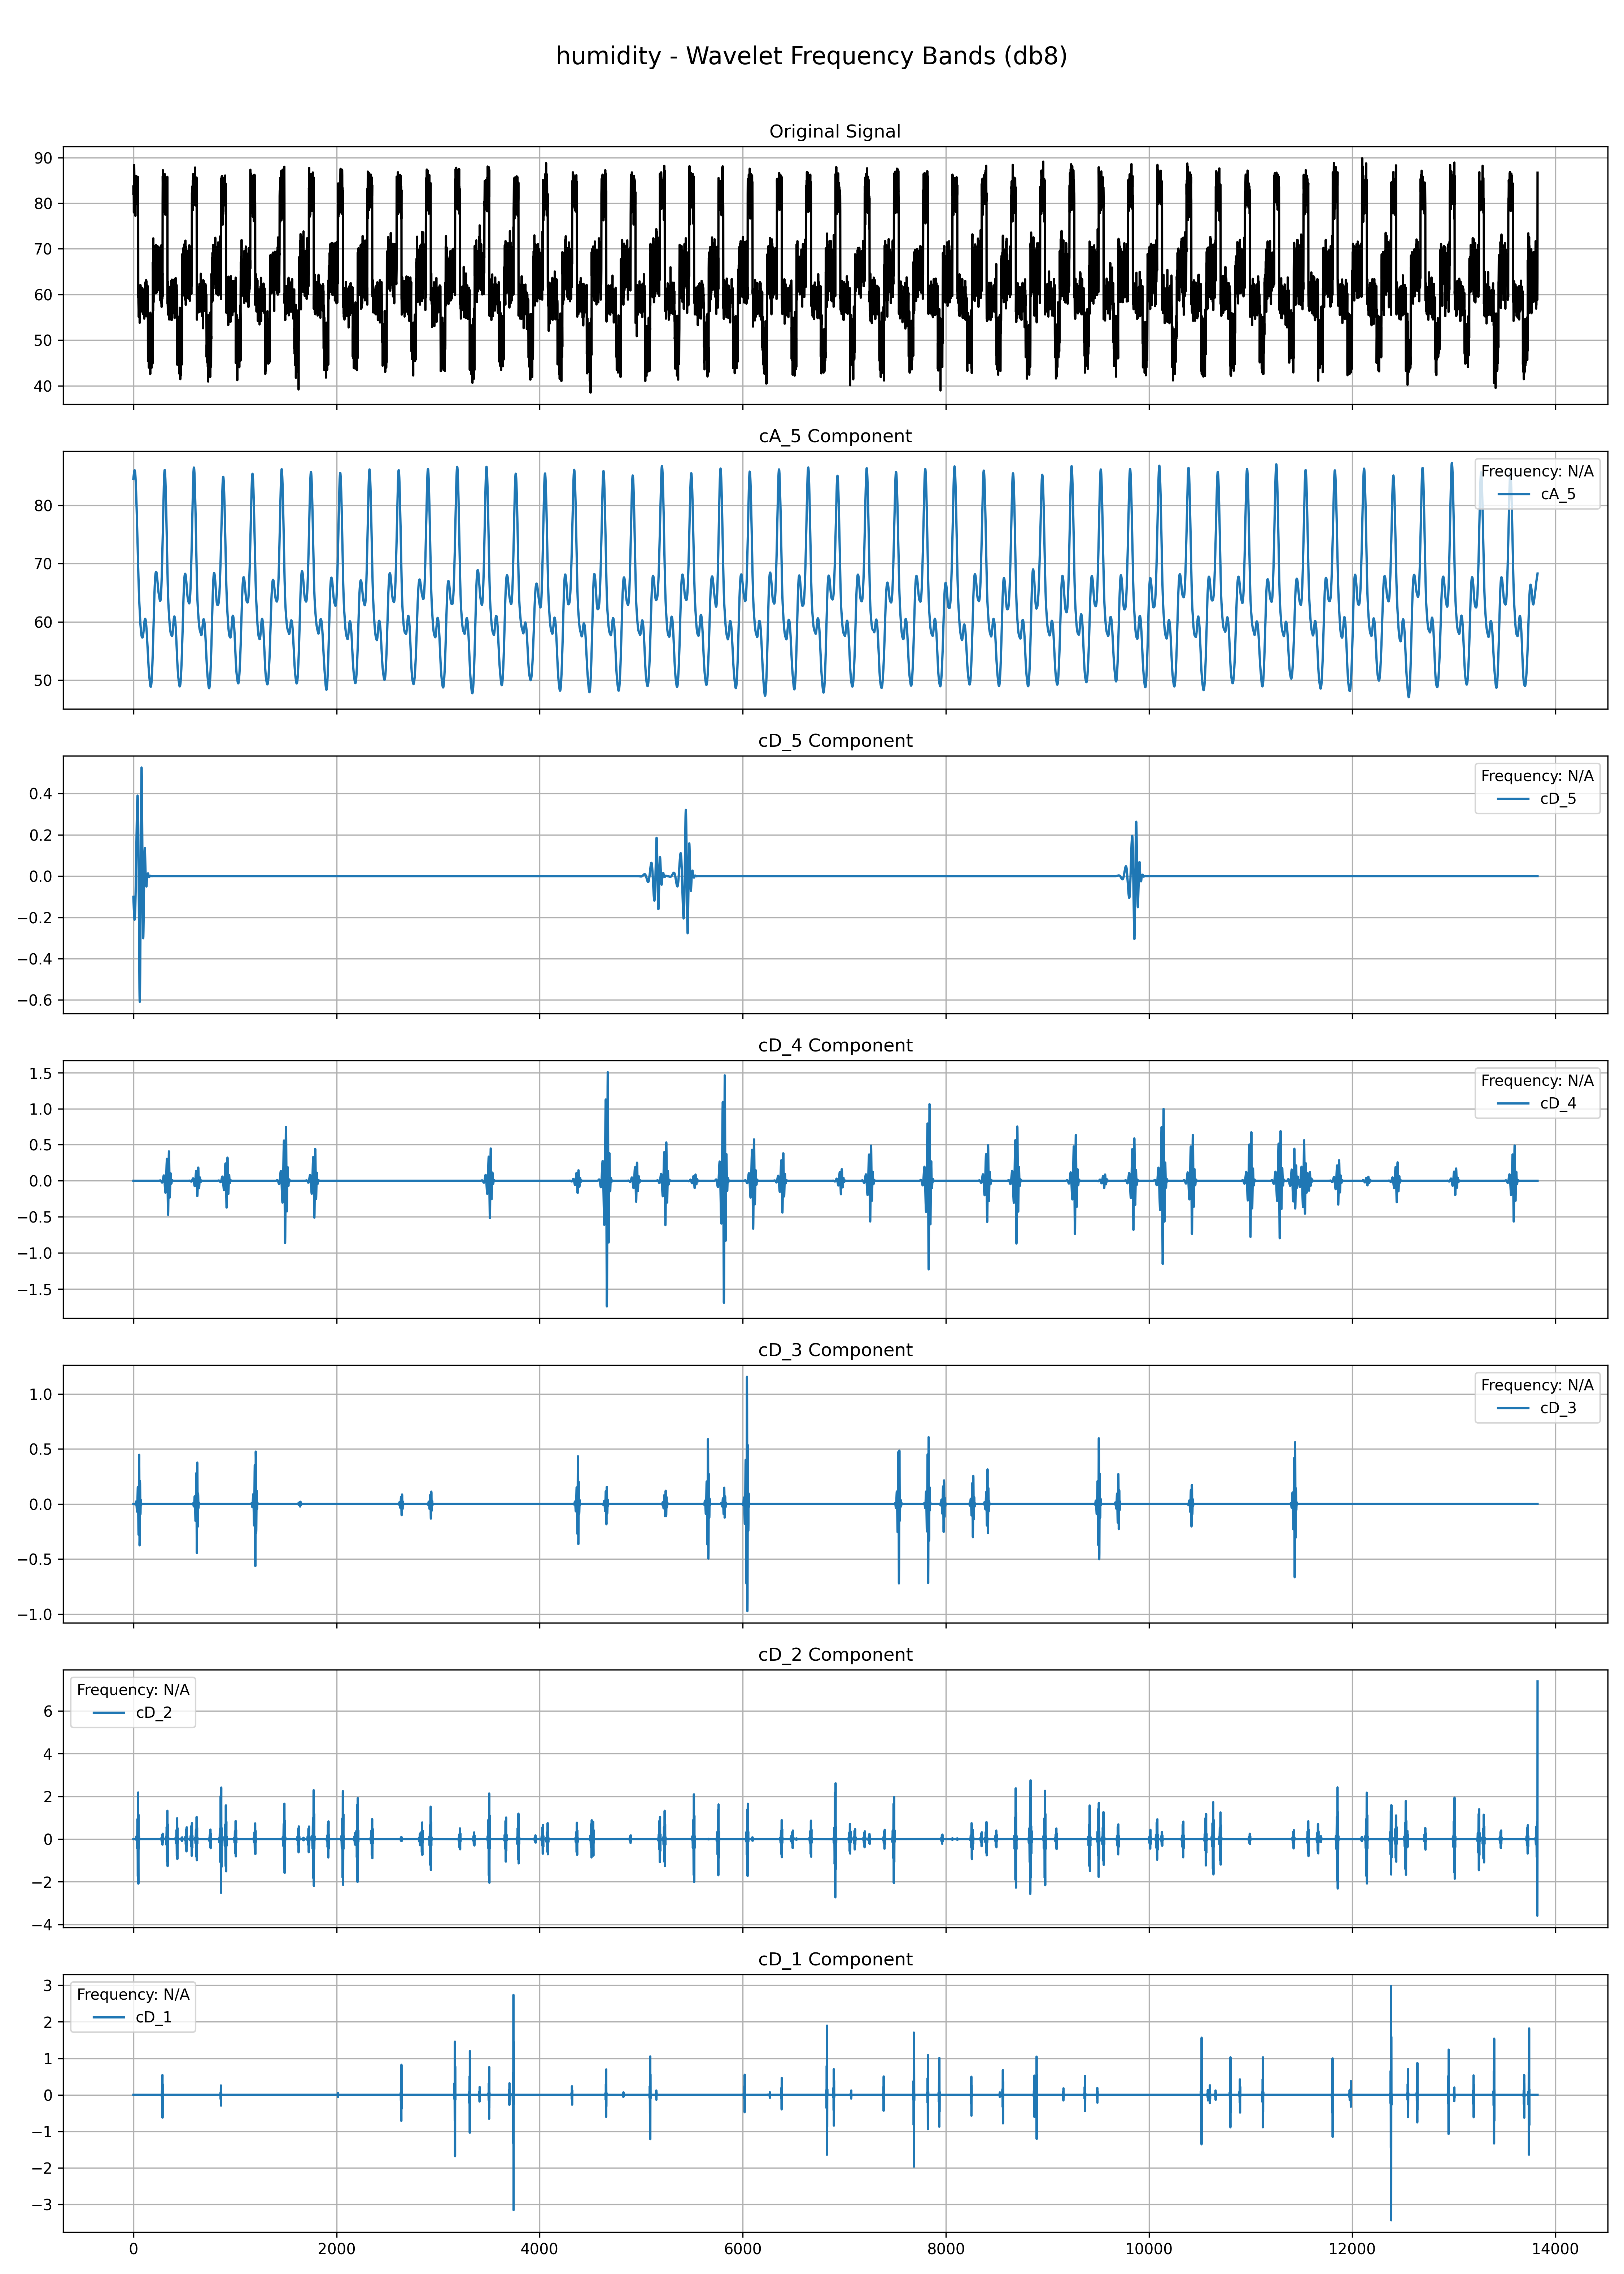 humidity - Wavelet Frequency Bands (db8)
Original Signal
90
80
70
60
50
40
cA_5 Component
Frequency: N/A
cA_5
80
70
60
50
cD_5 Component
Frequency: N/A
cD_5
0.4
0.2
0.0
−0.2
−0.4
−0.6
cD_4 Component
Frequency: N/A
cD_4
1.5
1.0
0.5
0.0
−0.5
−1.0
−1.5
cD_3 Component
Frequency: N/A
cD_3
1.0
0.5
0.0
−0.5
−1.0
cD_2 Component
Frequency: N/A
cD_2
6
4
2
0
−2
−4
cD_1 Component
Frequency: N/A
cD_1
3
2
1
0
−1
−2
−3
0 2000 4000 6000 8000 10000 12000 14000